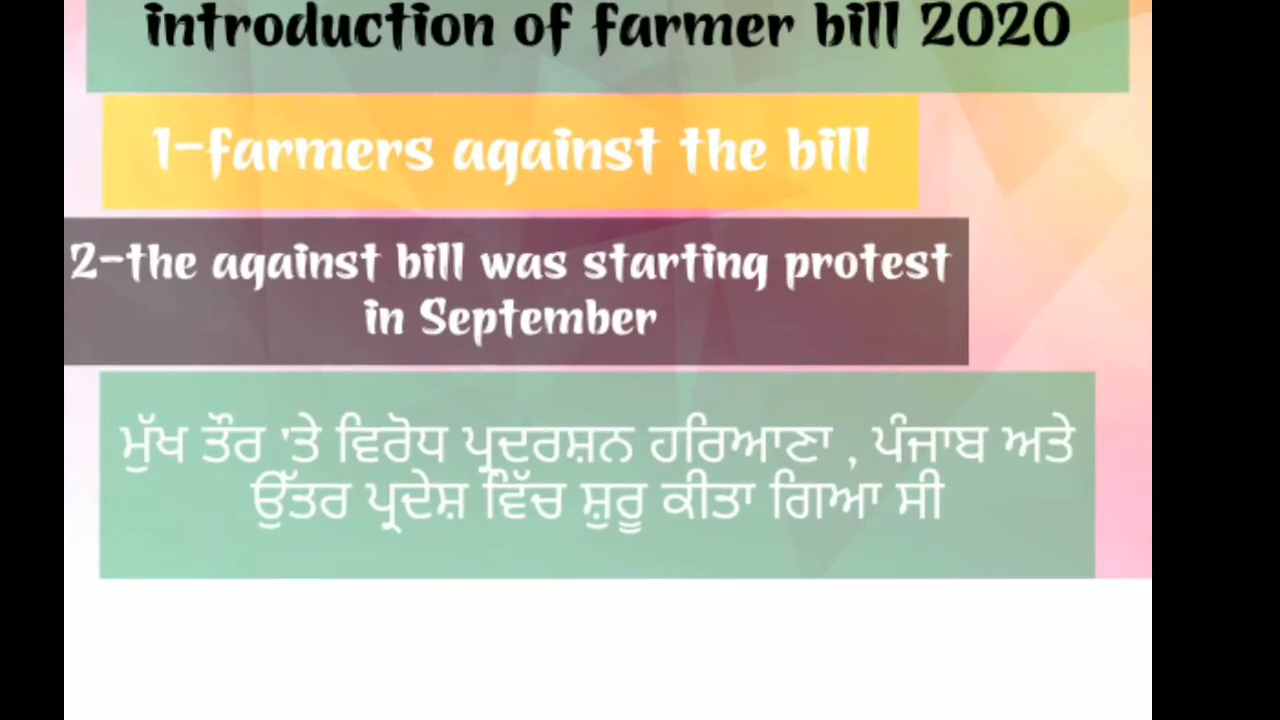 introduction of farmer bill 2020
1-farmers against the bill
2-the against bill was starting protest
in September
ਮੁੱਖ ਤੌਰ 'ਤੇ ਵਿਰੋਧ ਪ੍ਰਦਰਸ਼ਨ ਹਰਿਆਣਾ , ਪੰਜਾਬ ਅਤੇ
ਉੱਤਰ ਪ੍ਰਦੇਸ਼ ਵਿੱਚ ਸ਼ੁਰੂ ਕੀਤਾ ਗਿਆ ਸੀ